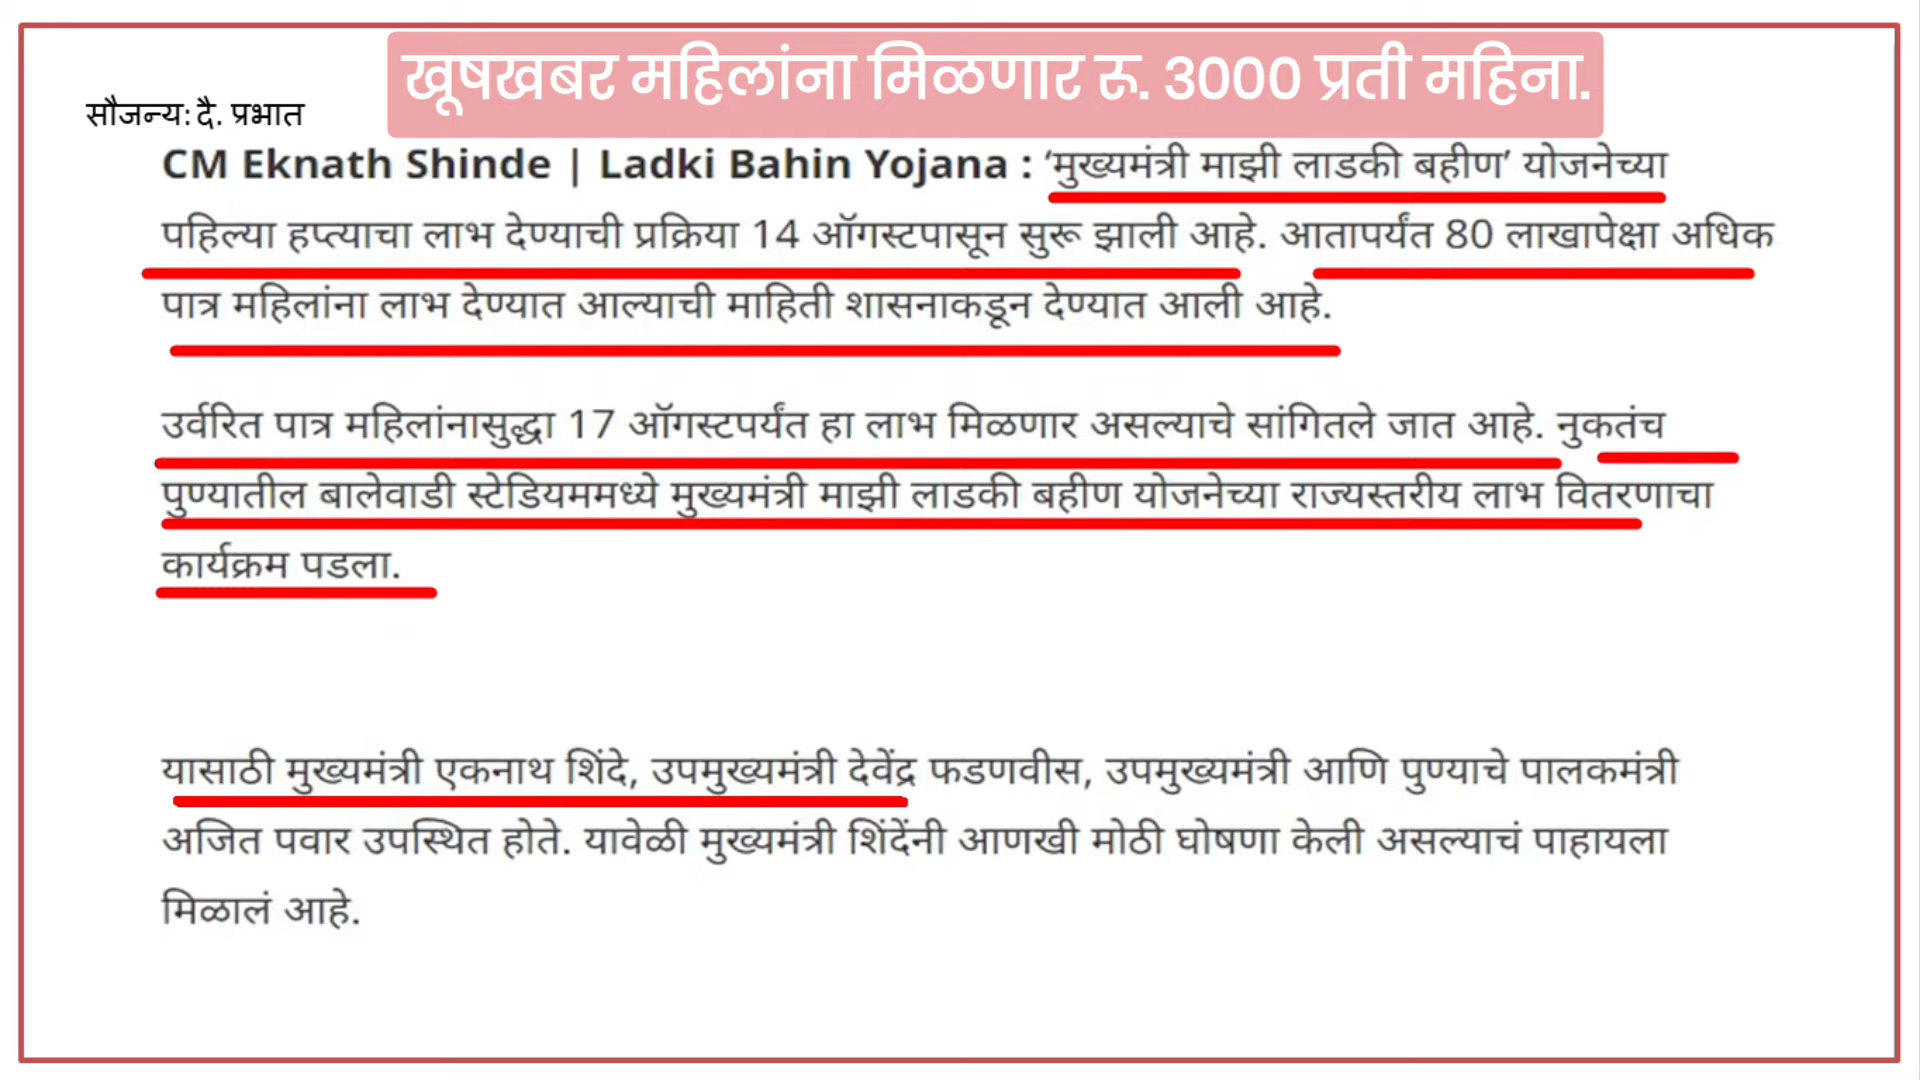 खूषखबर महिलांना मिळणार रू. 3000 प्रती महिना.
सौजन्य: दै. प्रभात
CM Eknath Shinde | Ladki Bahin Yojana : ‘मुख्यमंत्री माझी लाडकी बहीण’ योजनेच्या
पहिल्या हप्त्याचा लाभ देण्याची प्रक्रिया 14 ऑगस्टपासून सुरू झाली आहे. आतापर्यंत 80 लाखापेक्षा अधिक
पात्र महिलांना लाभ देण्यात आल्याची माहिती शासनाकडून देण्यात आली आहे.
उर्वरित पात्र महिलांनासुद्धा 17 ऑगस्टपर्यंत हा लाभ मिळणार असल्याचे सांगितले जात आहे. नुकतंच
पुण्यातील बालेवाडी स्टेडियममध्ये मुख्यमंत्री माझी लाडकी बहीण योजनेच्या राज्यस्तरीय लाभ वितरणाचा
कार्यक्रम पडला.
यासाठी मुख्यमंत्री एकनाथ शिंदे, उपमुख्यमंत्री देवेंद्र फडणवीस, उपमुख्यमंत्री आणि पुण्याचे पालकमंत्री
अजित पवार उपस्थित होते. यावेळी मुख्यमंत्री शिंदेंनी आणखी मोठी घोषणा केली असल्याचं पाहायला
मिळालं आहे.